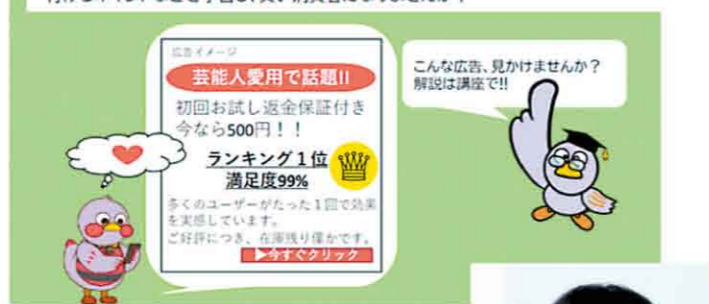 広告イメージ
芸能人愛用で話題!!
初回お試し返金保証付き
今なら500円！！
ランキング１位
満足度99%
多くのユーザーがたった１回で効果
を実感しています。
ご好評につき、在庫残り僅かです。
▶今すぐクリック
こんな広告、見かけませんか？
解説は講座で!!